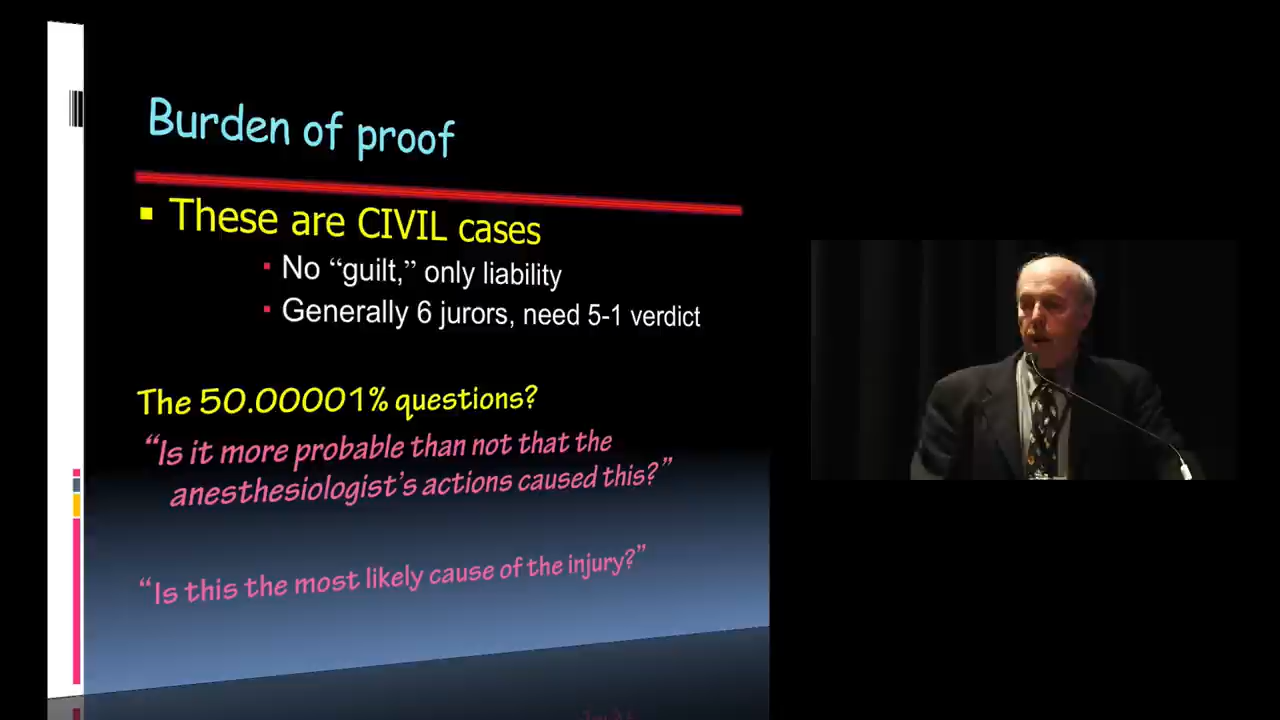 Burden of proof
These are CIVIL cases
No “guilt,” only liability
Generally 6 jurors, need 5-1 verdict
The 50.00001% questions?
“Is it more probable than not that the
anesthesiologist’s actions caused this?”
“Is this the most likely cause of the injury?”